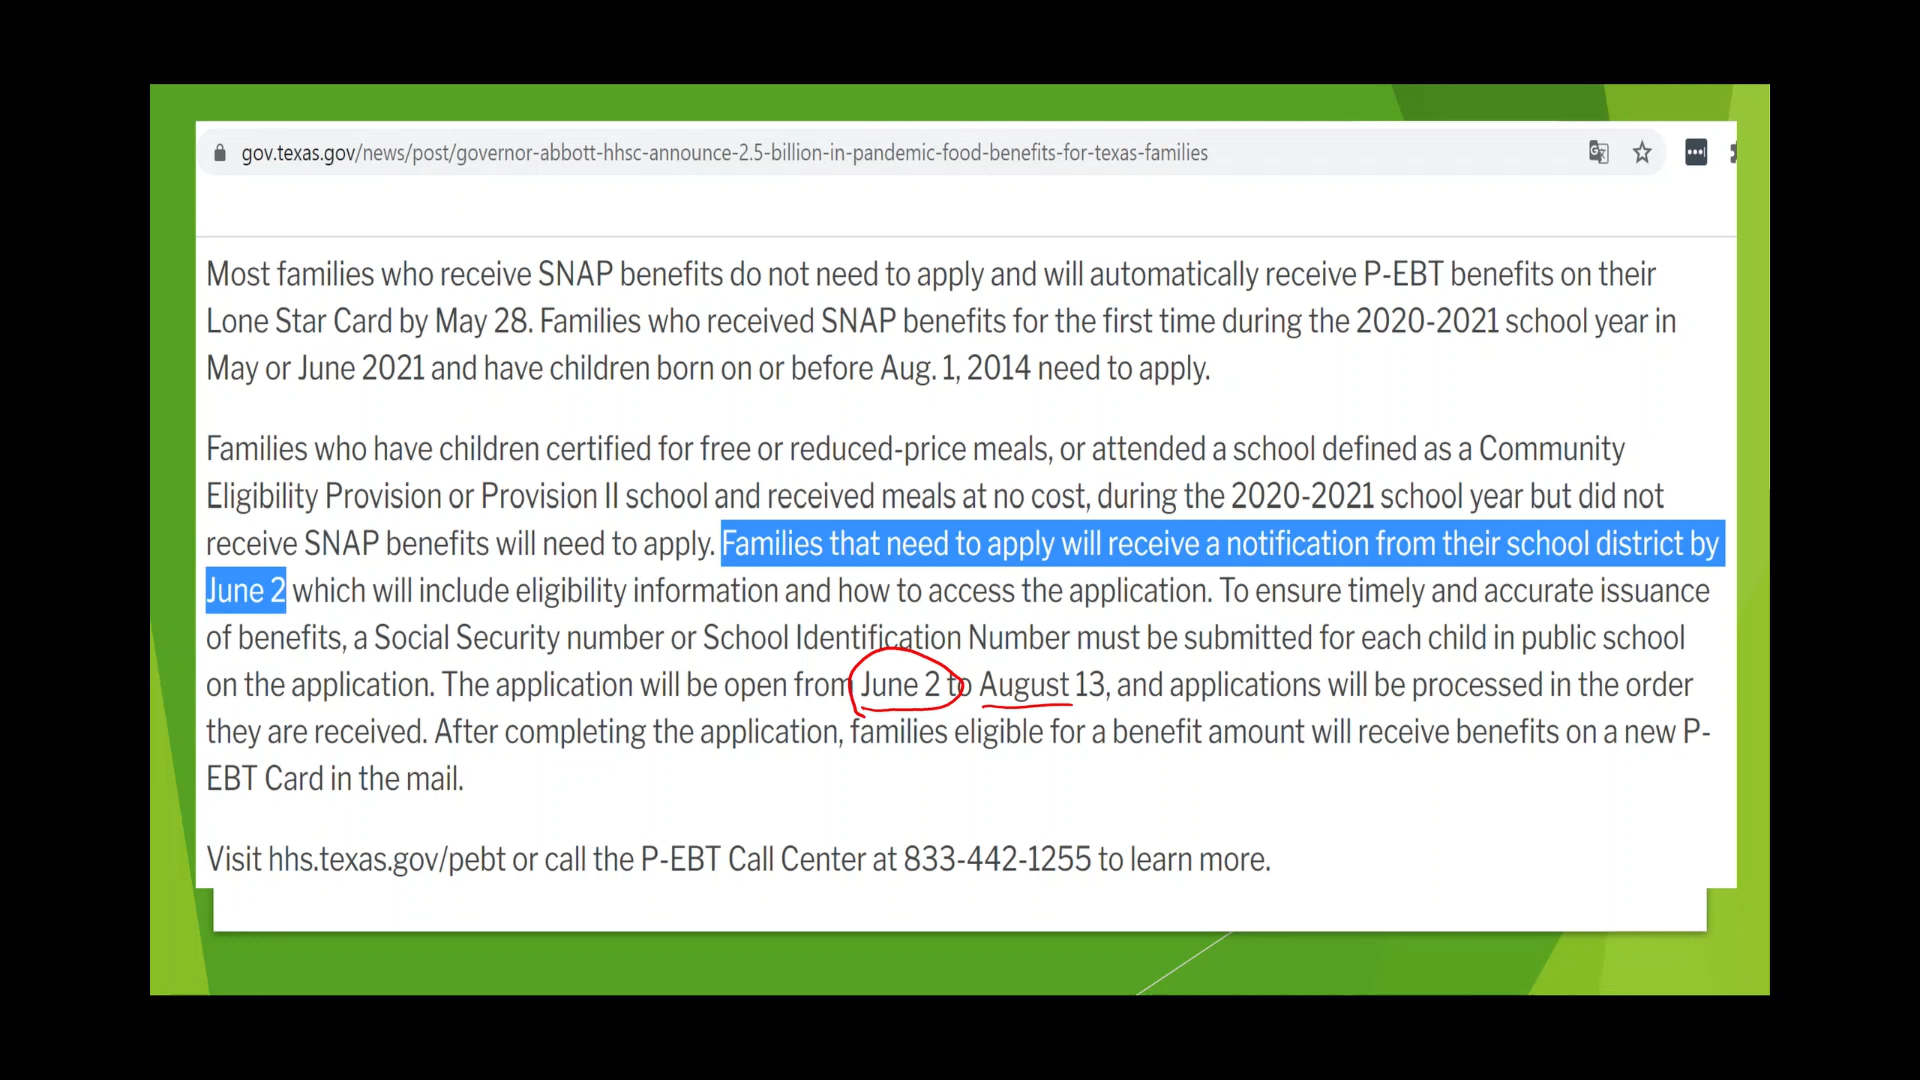 gov.texas.gov/news/post/governor-abbott-hhsc-announce-2.5-billion-in-pandemic-food-benefits-for-texas-families
Most families who receive SNAP benefits do not need to apply and will automatically receive P-EBT benefits on their
Lone Star Card by May 28. Families who received SNAP benefits for the first time during the 2020-2021 school year in
May or June 2021 and have children born on or before Aug. 1, 2014 need to apply.
Families who have children certified for free or reduced-price meals, or attended a school defined as a Community
Eligibility Provision or Provision II school and received meals at no cost, during the 2020-2021 school year but did not
receive SNAP benefits will need to apply. Families that need to apply will receive a notification from their school district by
June 2 which will include eligibility information and how to access the application. To ensure timely and accurate issuance
of benefits, a Social Security number or School Identification Number must be submitted for each child in public school
on the application. The application will be open from June 2 to August 13, and applications will be processed in the order
they are received. After completing the application, families eligible for a benefit amount will receive benefits on a new P-
EBT Card in the mail.
Visit hhs.texas.gov/pebt or call the P-EBT Call Center at 833-442-1255 to learn more.